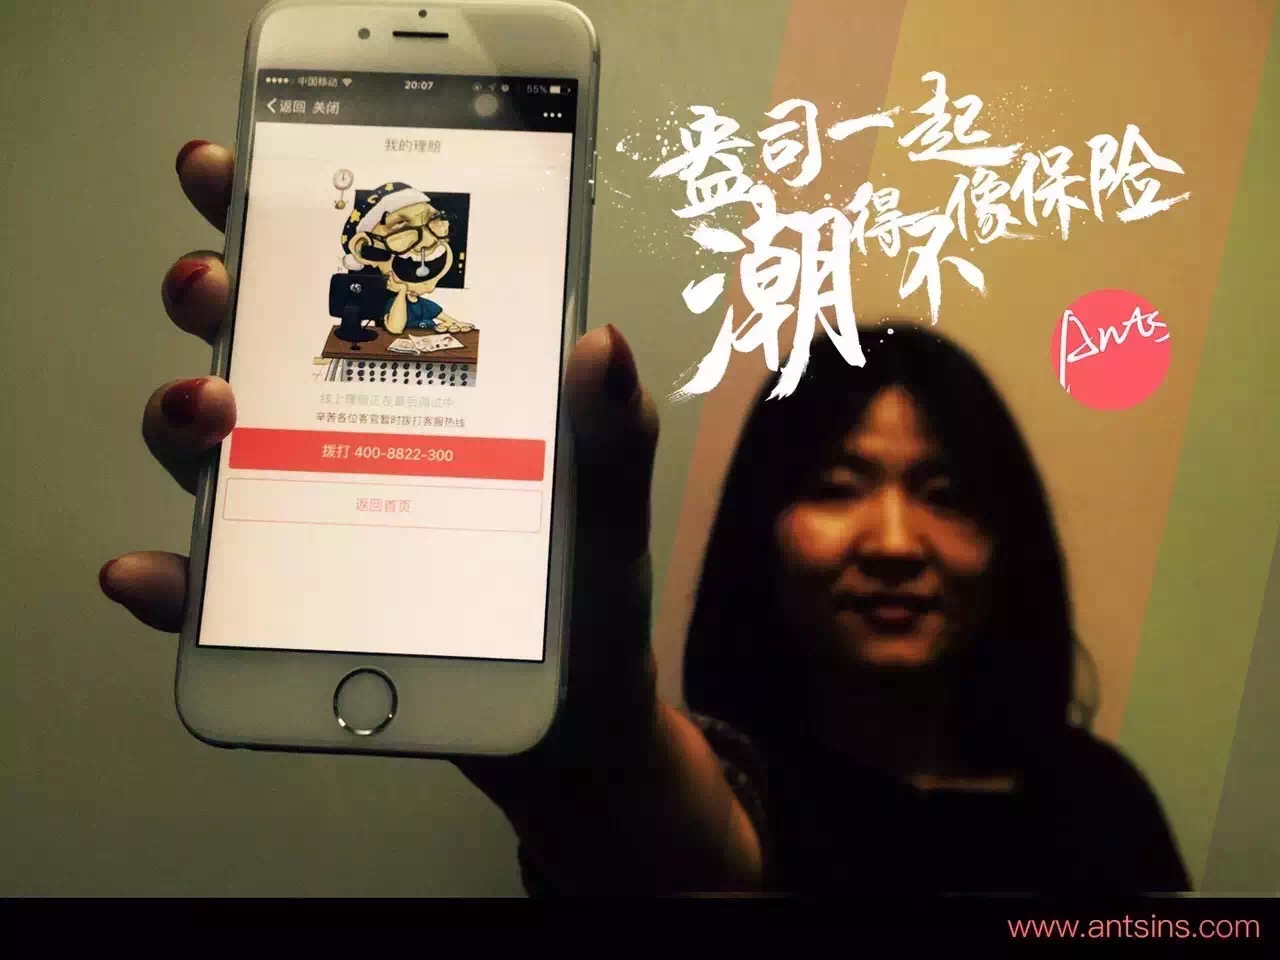 中国移动 20:07 55%
返回 关闭
我的理赔
线上理赔正在最后调试中
辛苦各位客官暂时拨打客服热线
拨打 400-8822-300
返回首页
盎司一起
潮得不像保险
Ants
www.antsins.com